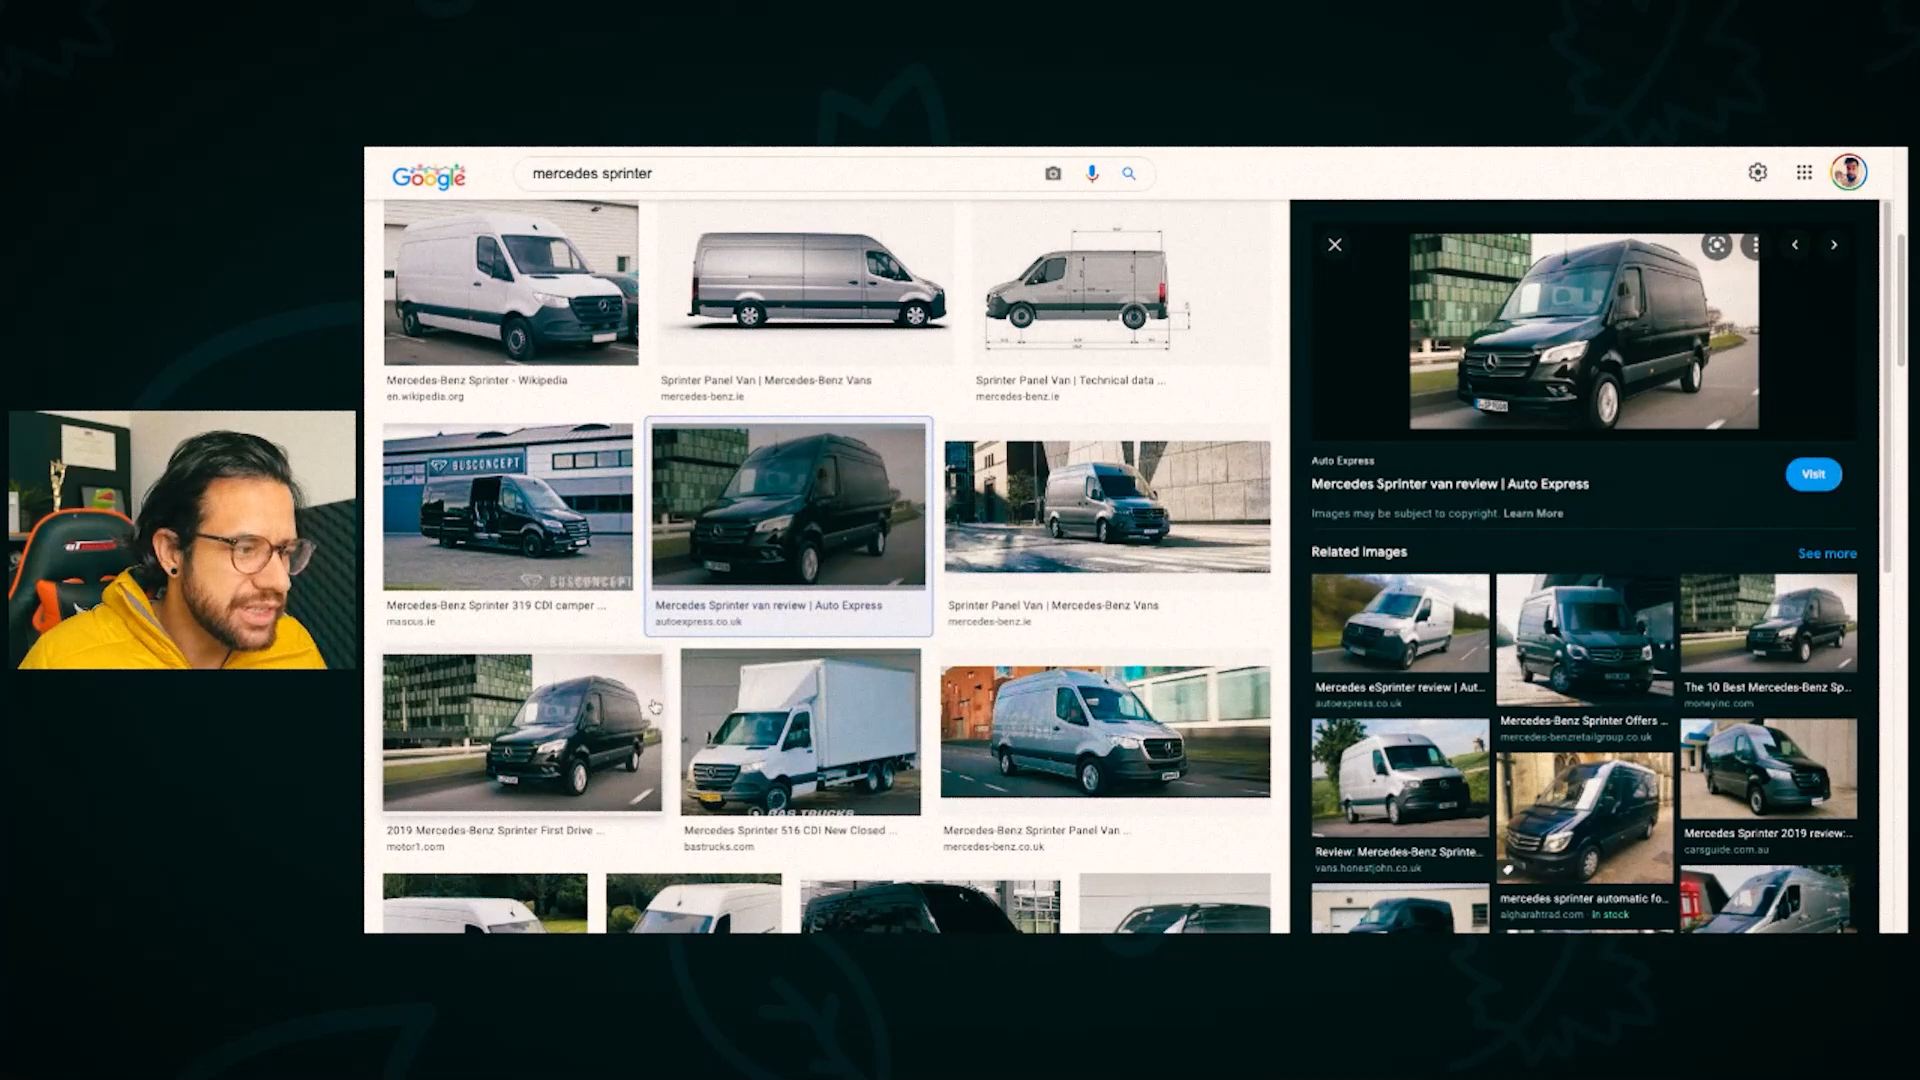 Google
mercedes sprinter
Mercedes-Benz Sprinter - Wikipedia
en.wikipedia.org
Sprinter Panel Van | Mercedes-Benz Vans
mercedes-benz.ie
Sprinter Panel Van | Technical data ...
mercedes-benz.ie
BUSCONCEPT
BUSCONCEPT
Mercedes-Benz Sprinter 319 CDI camper ...
mascus.ie
Mercedes Sprinter van review | Auto Express
autoexpress.co.uk
Sprinter Panel Van | Mercedes-Benz Vans
mercedes-benz.ie
2019 Mercedes-Benz Sprinter First Drive ...
motor1.com
BAS TRUCKS
Mercedes Sprinter 516 CDI New Closed ...
bastrucks.com
Mercedes-Benz Sprinter Panel Van ...
mercedes-benz.co.uk
Auto Express
Mercedes Sprinter van review | Auto Express
Visit
Images may be subject to copyright. Learn More
Related images
See more
Mercedes eSprinter review | Aut...
autoexpress.co.uk
Mercedes-Benz Sprinter Offers ...
mercedes-benzretailgroup.co.uk
The 10 Best Mercedes-Benz Sp...
moneyinc.com
Review: Mercedes-Benz Sprinte...
vans.honestjohn.co.uk
mercedes sprinter automatic fo...
algharahtrad.com · In stock
Mercedes Sprinter 2019 review:...
carsguide.com.au